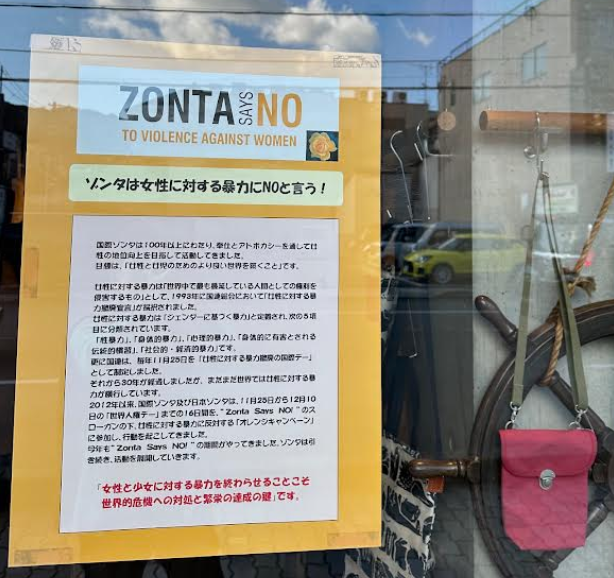 ZONTA SAYS NO
TO VIOLENCE AGAINST WOMEN
ゾンタは女性に対する暴力にNOと言う！
国際ゾンタは100年以上にわたり、奉仕とアドボカシーを通して女
性の地位向上を目指して活動してきました。
目標は、「女性と女児のためのより良い世界を築くこと」です。
女性に対する暴力は「世界中で最も蔓延している人間としての権利を
侵害するもの」として、1993年に国連総会において「女性に対する暴
力撤廃宣言」が採択されました。
女性に対する暴力は「ジェンダーに基づく暴力」と定義され、次の5項
目に分類されています。
「性暴力」、「身体的暴力」、「心理的暴力」、「身体的に有害とされる
伝統的慣習」、「社会的・経済的暴力」です。
更に国連は、毎年11月25日を「女性に対する暴力撤廃の国際デー」
として制定しました。
それから30年が経過しましたが、まだまだ世界では女性に対する暴
力が横行しています。
2012年以来、国際ゾンタ及び日本ゾンタは、11月25日から12月10
日の「世界人権デー」までの16日間を、"Zonta Says NO!"のス
ローガンの下、女性に対する暴力に反対する「オレンジキャンペーン」
に参加し、行動を起こしてきました。
今年も"Zonta Says NO!"の期間がやってきました。ゾンタは引
き続き、活動を展開していきます。
「女性と少女に対する暴力を終わらせることこそ
世界的危機への対処と繁栄の達成の鍵」です。